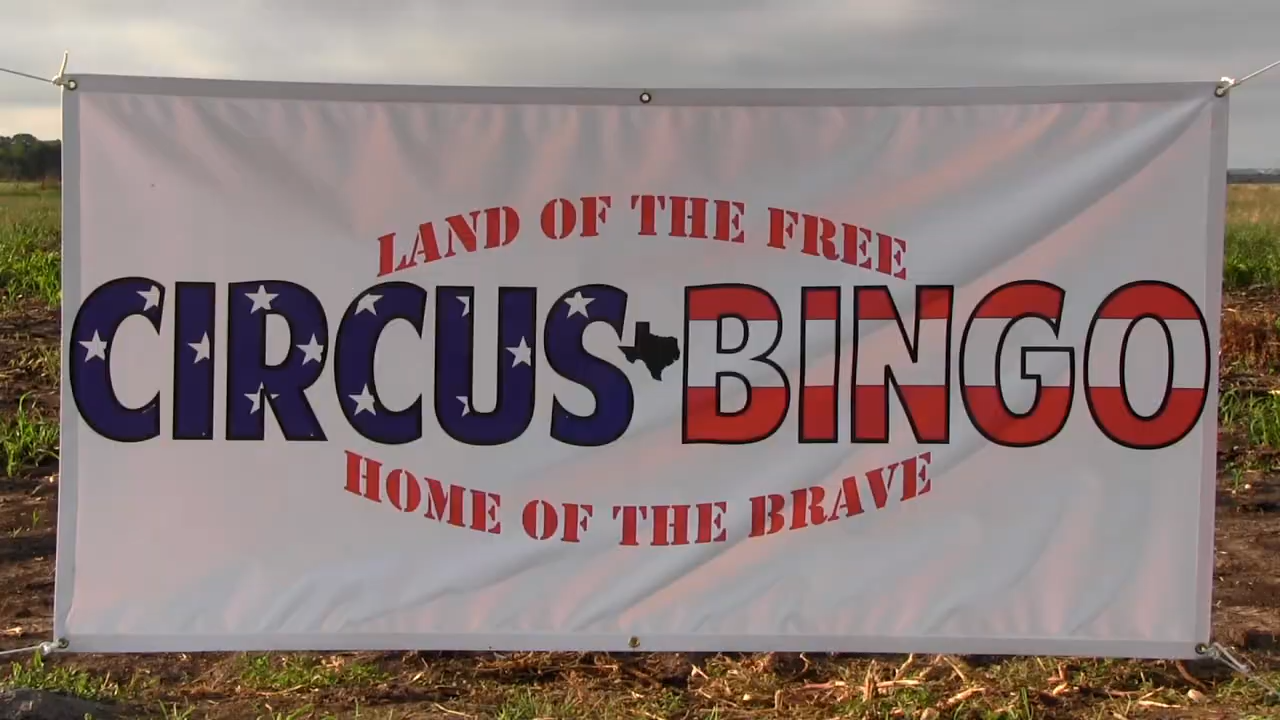 LAND OF THE FREE
CIRCUS BINGO
HOME OF THE BRAVE